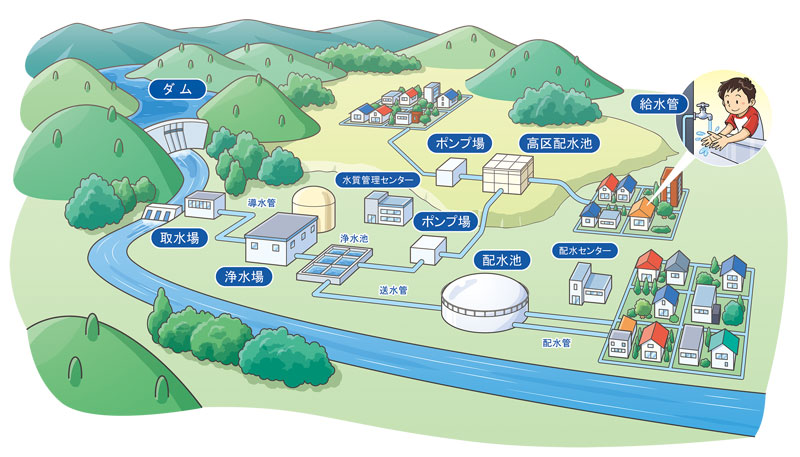 ダム
給水管
ポンプ場
高区配水池
水質管理センター
導水管
取水場
ポンプ場
浄水池
浄水場
配水池
配水センター
送水管
配水管